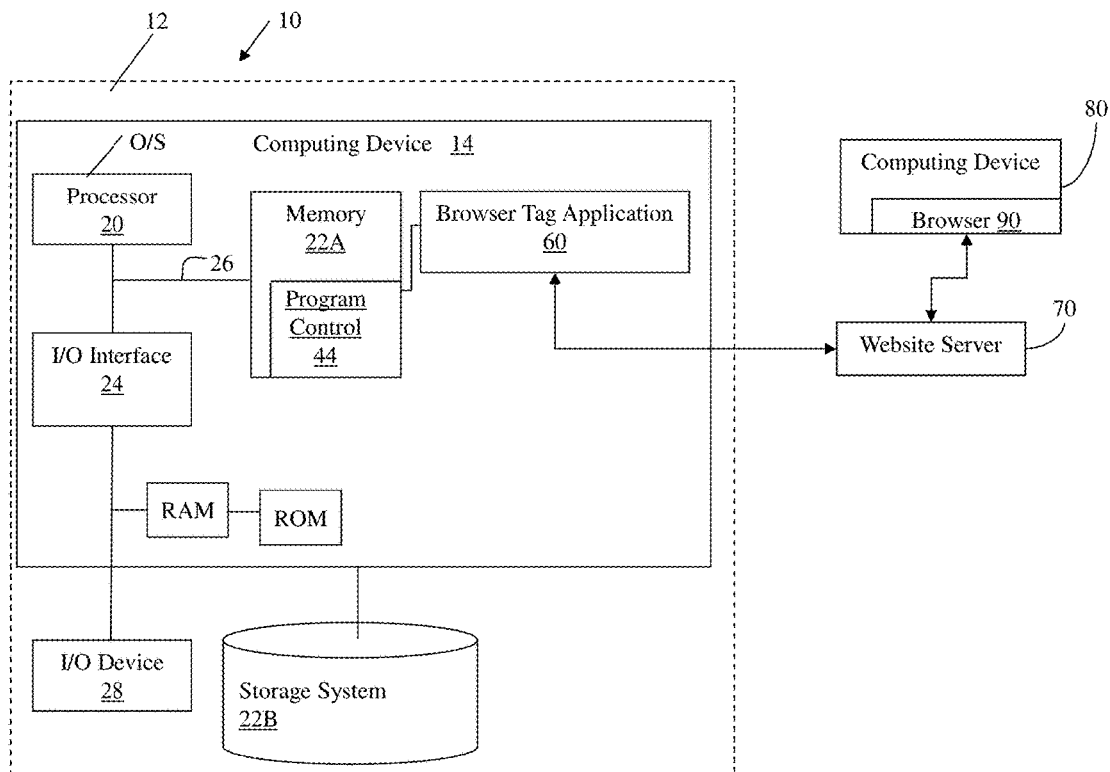 12
10
80
O/S
Computing Device 14
Computing Device
Processor
20
Memory
22A
Browser Tag Application
60
Browser 90
26
Program
Control
44
70
I/O Interface
24
Website Server
RAM
ROM
I/O Device
28
Storage System
22B